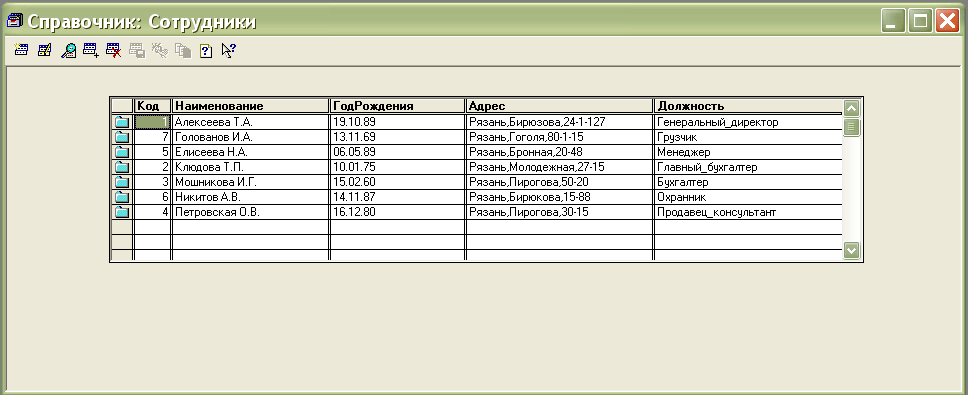 Справочник: Сотрудники
Код Наименование ГодРождения Адрес Должность
1 Алексеева Т.А. 19.10.89 Рязань,Бирюзова,24-1-127 Генеральный_директор
7 Голованов И.А. 13.11.69 Рязань,Гоголя,80-1-15 Грузчик
5 Елисеева Н.А. 06.05.89 Рязань,Бронная,20-48 Менеджер
2 Клюдова Т.П. 10.01.75 Рязань,Молодежная,27-15 Главный_бухгалтер
3 Мошникова И.Г. 15.02.60 Рязань,Пирогова,50-20 Бухгалтер
6 Никитов А.В. 14.11.87 Рязань,Бирюкова,15-88 Охранник
4 Петровская О.В. 16.12.80 Рязань,Пирогова,30-15 Продавец_консультант